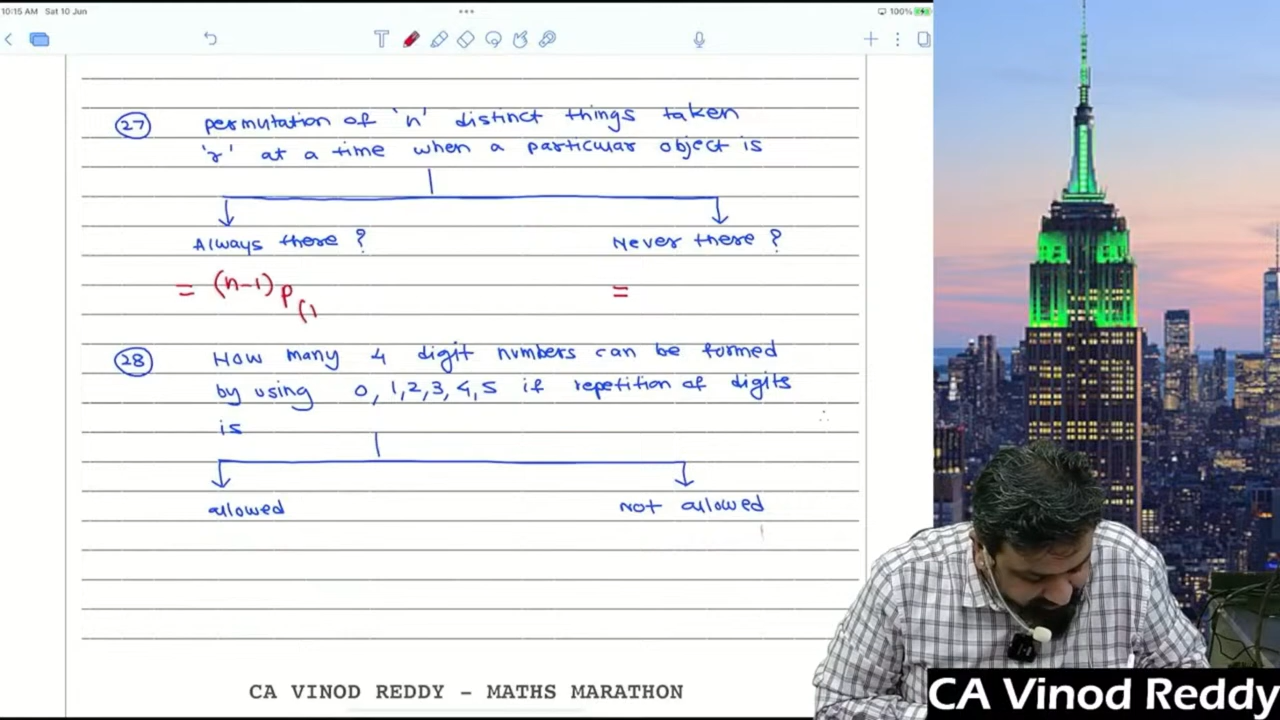 10:15 AM Sat 10 Jun
100%
T
27 permutation of 'n' distinct things taken
'r' at a time when a particular object is
Always there ? Never there ?
= (n-1) P ( =
28 How many 4 digit numbers can be formed
by using 0, 1, 2, 3, 4, 5 if repetition of digits
is
allowed Not allowed
CA VINOD REDDY - MATHS MARATHON
CA Vinod Reddy